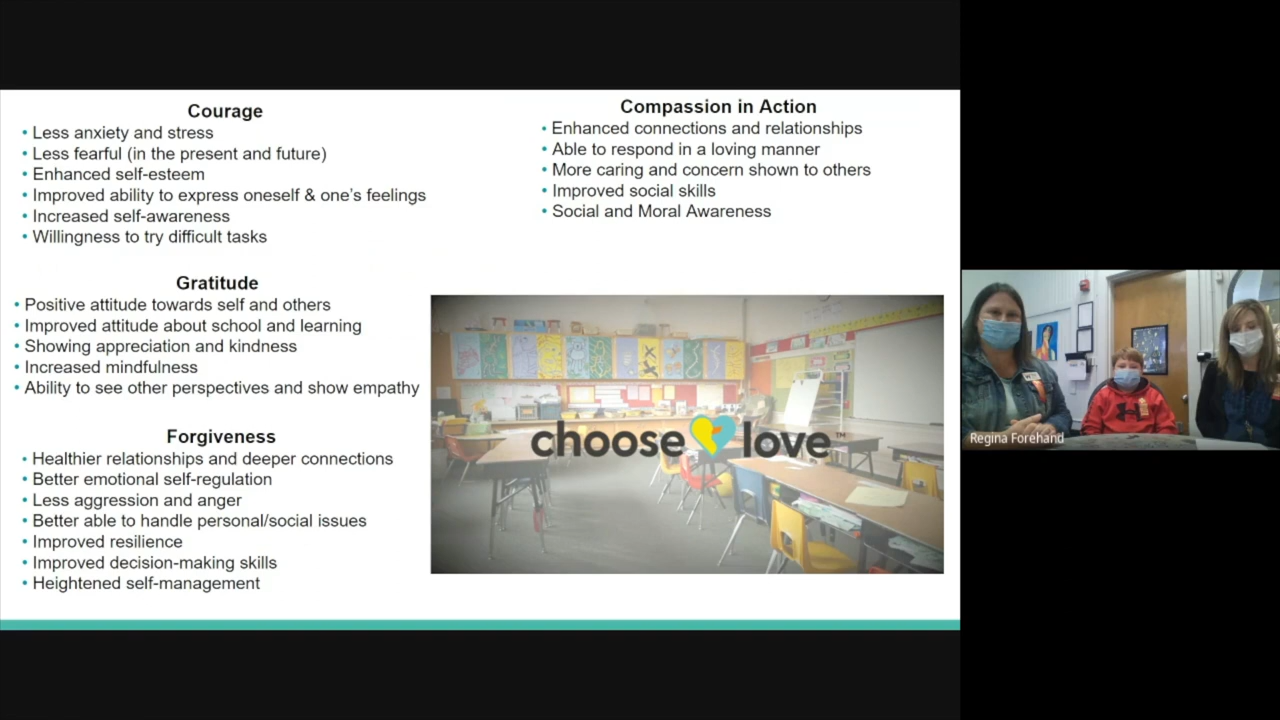 Courage
• Less anxiety and stress
• Less fearful (in the present and future)
• Enhanced self-esteem
• Improved ability to express oneself & one's feelings
• Increased self-awareness
• Willingness to try difficult tasks
Gratitude
• Positive attitude towards self and others
• Improved attitude about school and learning
• Showing appreciation and kindness
• Increased mindfulness
• Ability to see other perspectives and show empathy
Forgiveness
• Healthier relationships and deeper connections
• Better emotional self-regulation
• Less aggression and anger
• Better able to handle personal/social issues
• Improved resilience
• Improved decision-making skills
• Heightened self-management
Compassion in Action
• Enhanced connections and relationships
• Able to respond in a loving manner
• More caring and concern shown to others
• Improved social skills
• Social and Moral Awareness
choose love™
Regina Forehand